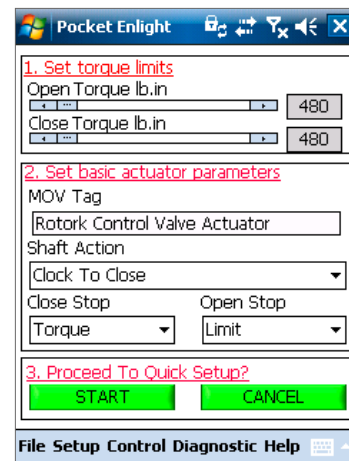 Pocket Enlight
1. Set torque limits
Open Torque lb.in
480
Close Torque lb.in
480
2. Set basic actuator parameters
MOV Tag
Rotork Control Valve Actuator
Shaft Action
Clock To Close
Close Stop Open Stop
Torque Limit
3. Proceed To Quick Setup?
START CANCEL
File Setup Control Diagnostic Help